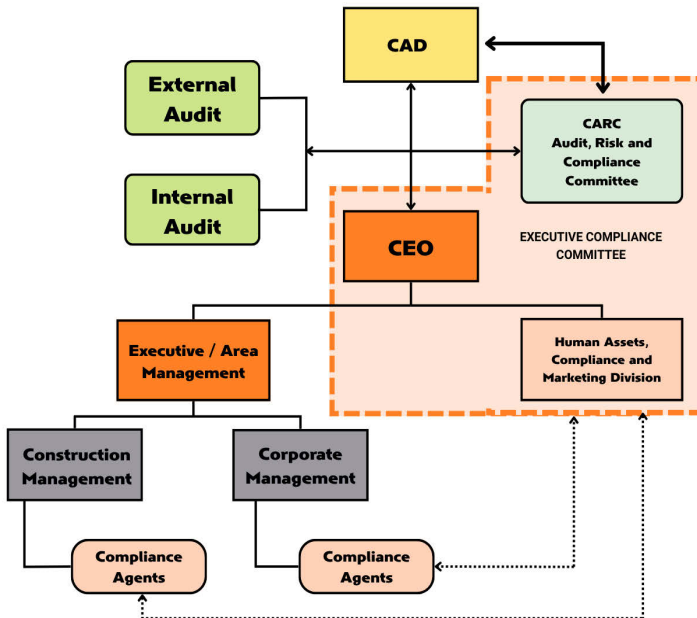 CAD
External
Audit
CARC
Audit, Risk and
Compliance
Committee
Internal
Audit
CEO
EXECUTIVE COMPLIANCE
COMMITTEE
Executive / Area
Management
Human Assets,
Compliance and
Marketing Division
Construction
Management
Corporate
Management
Compliance
Agents
Compliance
Agents